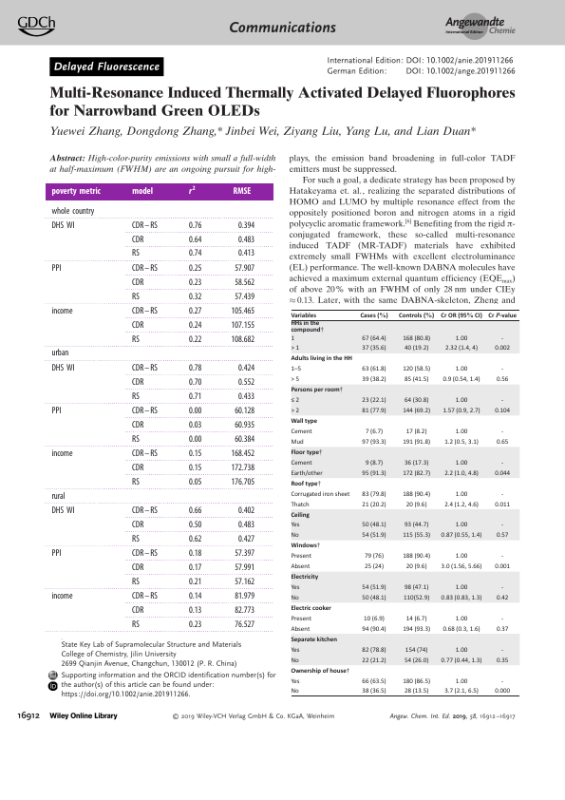 GDCh
Communications
Angewandte
International Edition
Chemie
Delayed Fluorescence
International Edition: DOI: 10.1002/anie.201911266
German Edition: DOI: 10.1002/ange.201911266
Multi-Resonance Induced Thermally Activated Delayed Fluorophores
for Narrowband Green OLEDs
Yuewei Zhang, Dongdong Zhang,* Jinbei Wei, Ziyang Liu, Yang Lu, and Lian Duan*
Abstract: High-color-purity emissions with small a full-width
at half-maximum (FWHM) are an ongoing pursuit for high-
poverty metric model r² RMSE
whole country
DHS WI CDR–RS 0.76 0.394
CDR 0.64 0.483
RS 0.74 0.413
PPI CDR–RS 0.25 57.907
CDR 0.23 58.562
RS 0.32 57.439
income CDR–RS 0.27 105.465
CDR 0.24 107.155
RS 0.22 108.682
urban
DHS WI CDR–RS 0.78 0.424
CDR 0.70 0.552
RS 0.71 0.433
PPI CDR–RS 0.00 60.128
CDR 0.03 60.935
RS 0.00 60.384
income CDR–RS 0.15 168.452
CDR 0.15 172.738
RS 0.05 176.705
rural
DHS WI CDR–RS 0.66 0.402
CDR 0.50 0.483
RS 0.62 0.427
PPI CDR–RS 0.18 57.397
CDR 0.17 57.991
RS 0.21 57.162
income CDR–RS 0.14 81.979
CDR 0.13 82.773
RS 0.23 76.527
State Key Lab of Supramolecular Structure and Materials
College of Chemistry, Jilin University
2699 Qianjin Avenue, Changchun, 130012 (P. R. China)
Supporting information and the ORCID identification number(s) for
the author(s) of this article can be found under:
https://doi.org/10.1002/anie.201911266.
plays, the emission band broadening in full-color TADF
emitters must be suppressed.
For such a goal, a dedicate strategy has been proposed by
Hatakeyama et. al., realizing the separated distributions of
HOMO and LUMO by multiple resonance effect from the
oppositely positioned boron and nitrogen atoms in a rigid
polycyclic aromatic framework.[6] Benefiting from the rigid π-
conjugated framework, these so-called multi-resonance
induced TADF (MR-TADF) materials have exhibited
extremely small FWHMs with excellent electroluminance
(EL) performance. The well-known DABNA molecules have
achieved a maximum external quantum efficiency (EQEmax)
of above 20% with an FWHM of only 28 nm under CIEy
≈0.13. Later, with the same DABNA-skeleton, Zheng and
Variables Cases (%) Controls (%) Cr OR (95% CI) Cr P-value
HHs in the
compound†
1 67 (64.4) 168 (80.8) 1.00 -
> 1 37 (35.6) 40 (19.2) 2.32 (1.4, 4) 0.002
Adults living in the HH
1–5 63 (61.8) 120 (58.5) 1.00 -
> 5 39 (38.2) 85 (41.5) 0.9 (0.54, 1.4) 0.56
Persons per room†
≤ 2 23 (22.1) 64 (30.8) 1.00 -
> 2 81 (77.9) 144 (69.2) 1.57 (0.9, 2.7) 0.104
Wall type
Cement 7 (6.7) 17 (8.2) 1.00 -
Mud 97 (93.3) 191 (91.8) 1.2 (0.5, 3.1) 0.65
Floor type†
Cement 9 (8.7) 36 (17.3) 1.00 -
Earth/other 95 (91.3) 172 (82.7) 2.2 (1.0, 4.8) 0.044
Roof type†
Corrugated iron sheet 83 (79.8) 188 (90.4) 1.00 -
Thatch 21 (20.2) 20 (9.6) 2.4 (1.2, 4.6) 0.011
Ceiling
Yes 50 (48.1) 93 (44.7) 1.00 -
No 54 (51.9) 115 (55.3) 0.87 (0.55, 1.4) 0.57
Windows†
Present 79 (76) 188 (90.4) 1.00 -
Absent 25 (24) 20 (9.6) 3.0 (1.56, 5.66) 0.001
Electricity
Yes 54 (51.9) 98 (47.1) 1.00 -
No 50 (48.1) 110(52.9) 0.83 (0.83, 1.3) 0.42
Electric cooker
Present 10 (6.9) 14 (6.7) 1.00 -
Absent 94 (90.4) 194 (93.3) 0.68 (0.3, 1.6) 0.37
Separate kitchen
Yes 82 (78.8) 154 (74) 1.00 -
No 22 (21.2) 54 (26.0) 0.77 (0.44, 1.3) 0.35
Ownership of house†
Yes 66 (63.5) 180 (86.5) 1.00 -
No 38 (36.5) 28 (13.5) 3.7 (2.1, 6.5) 0.000
16912 Wiley Online Library © 2019 Wiley-VCH Verlag GmbH & Co. KGaA, Weinheim Angew. Chem. Int. Ed. 2019, 58, 16912–16917